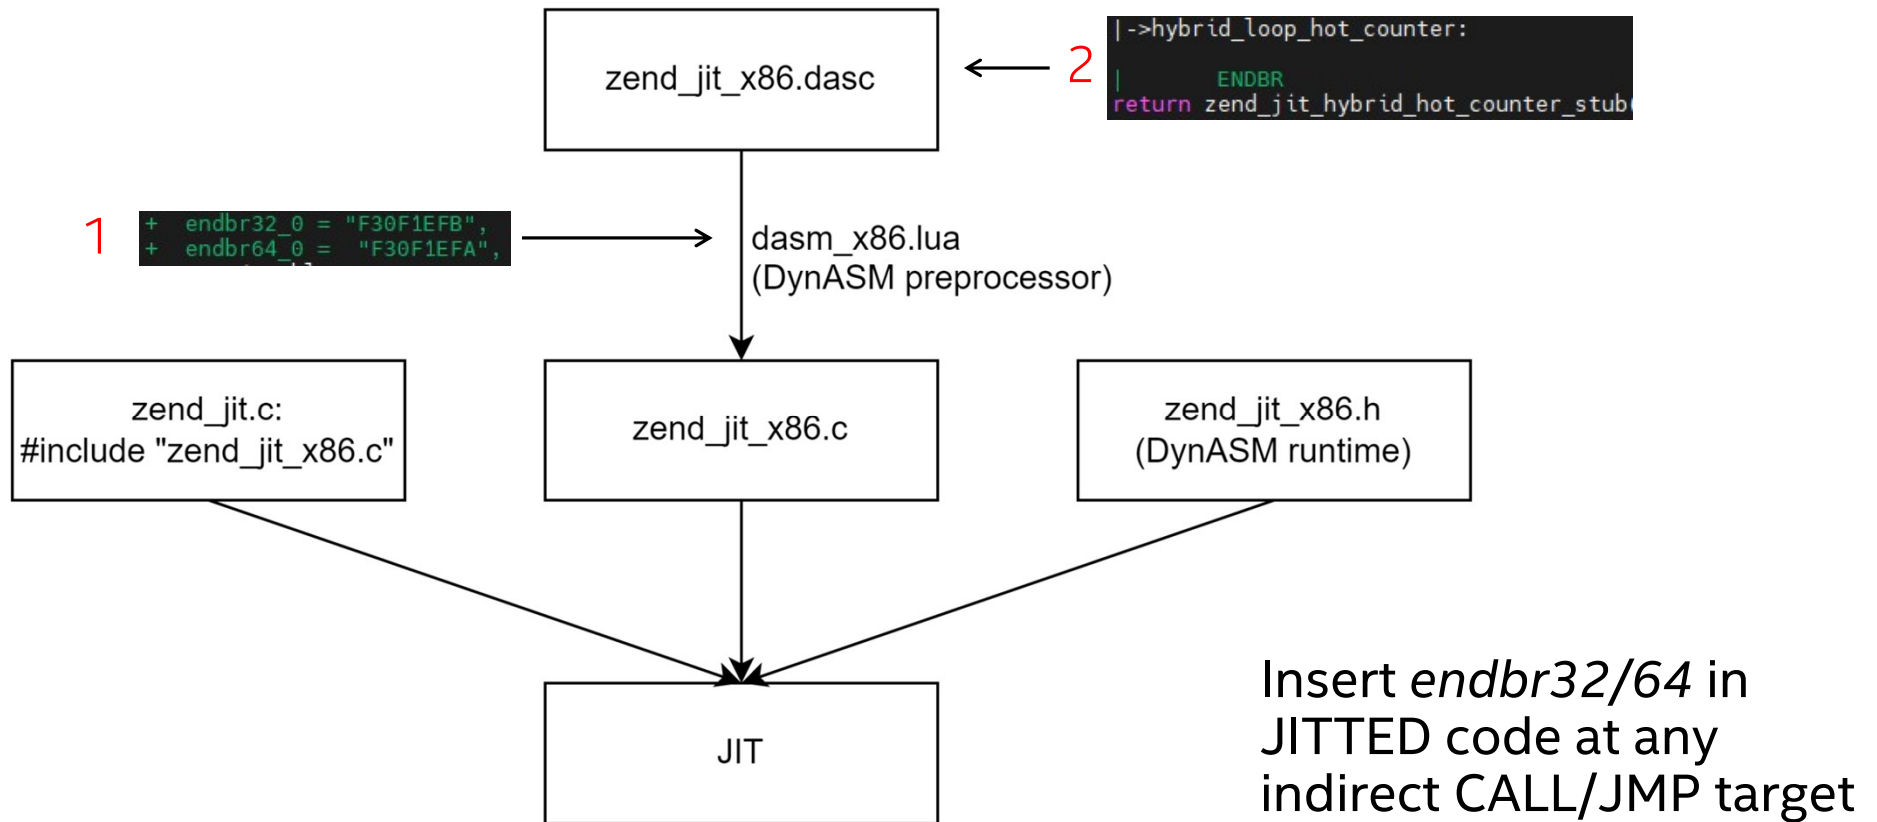 zend_jit_x86.dasc
2
|->hybrid_loop_hot_counter:
| ENDBR
return zend_jit_hybrid_hot_counter_stub(
1
+ endbr32_0 = "F30F1EFB",
+ endbr64_0 = "F30F1EFA",
dasm_x86.lua
(DynASM preprocessor)
zend_jit.c:
#include "zend_jit_x86.c"
zend_jit_x86.c
zend_jit_x86.h
(DynASM runtime)
JIT
Insert endbr32/64 in
JITTED code at any
indirect CALL/JMP target